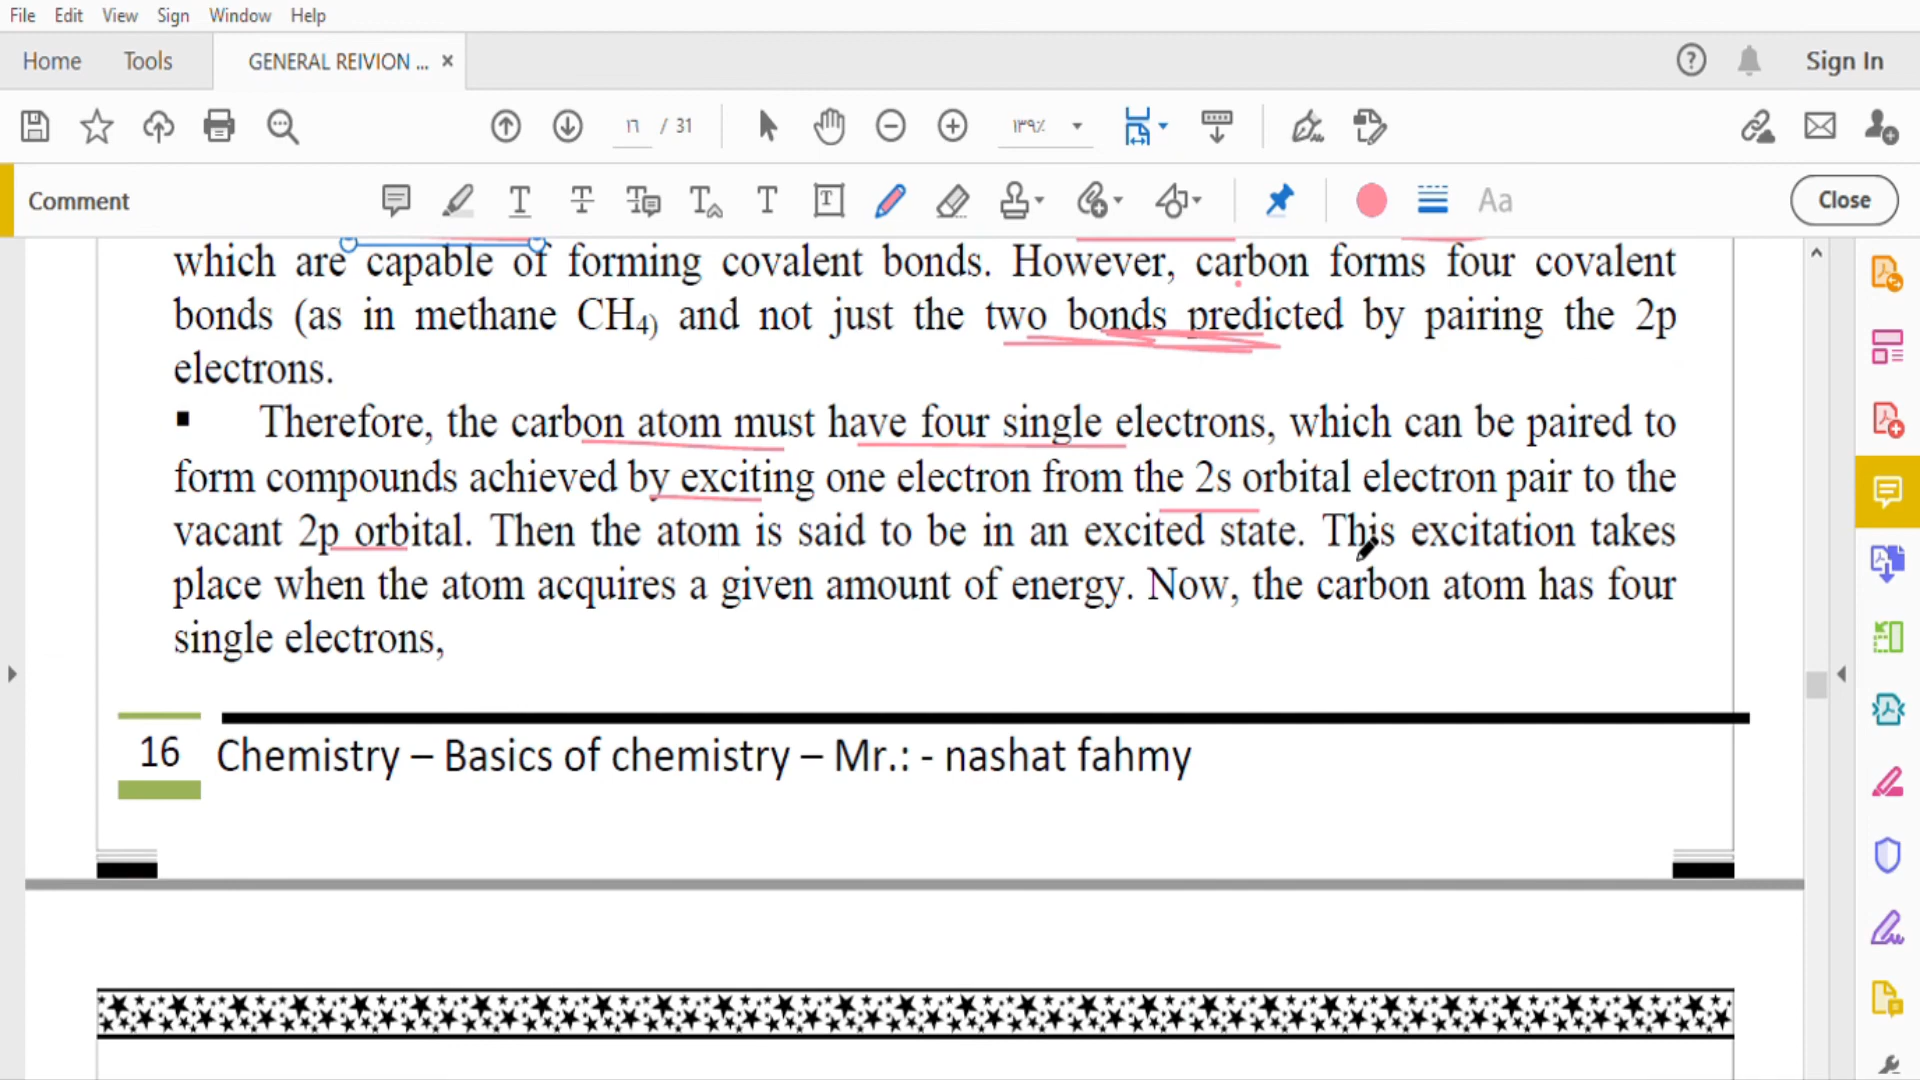 File Edit View Sign Window Help
Home Tools GENERAL REIVION ... × Sign In
١٦ / 31 ١٣٩٪
Comment Aa Close
which are capable of forming covalent bonds. However, carbon forms four covalent
bonds (as in methane CH4) and not just the two bonds predicted by pairing the 2p
electrons.
▪ Therefore, the carbon atom must have four single electrons, which can be paired to
form compounds achieved by exciting one electron from the 2s orbital electron pair to the
vacant 2p orbital. Then the atom is said to be in an excited state. This excitation takes
place when the atom acquires a given amount of energy. Now, the carbon atom has four
single electrons,
16 Chemistry – Basics of chemistry – Mr.: - nashat fahmy